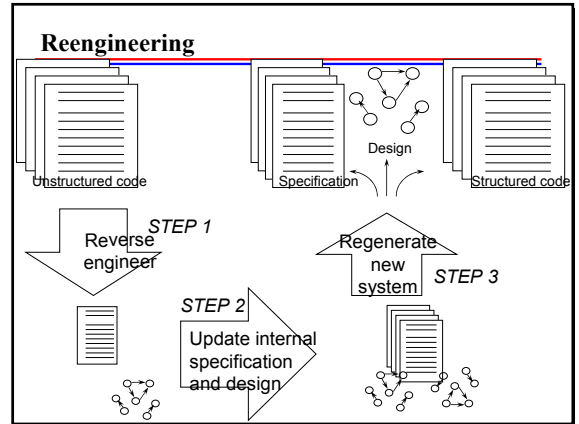 Reengineering
Design
Unstructured code
Specification
Structured code
STEP 1
Reverse
engineer
Regenerate
new
system
STEP 3
STEP 2
Update internal
specification
and design